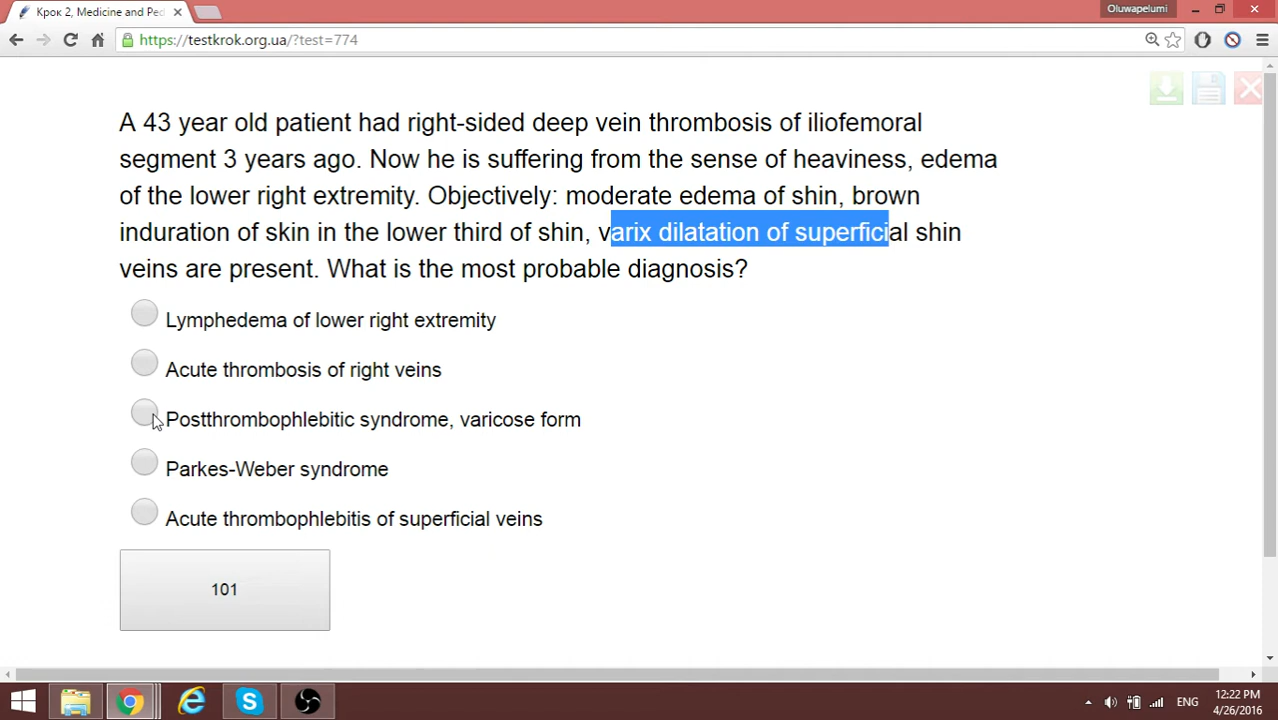 Oluwapelumi
Крок 2, Medicine and Ped
https://testkrok.org.ua/?test=774
A 43 year old patient had right-sided deep vein thrombosis of iliofemoral
segment 3 years ago. Now he is suffering from the sense of heaviness, edema
of the lower right extremity. Objectively: moderate edema of shin, brown
induration of skin in the lower third of shin, varix dilatation of superficial shin
veins are present. What is the most probable diagnosis?
Lymphedema of lower right extremity
Acute thrombosis of right veins
Postthrombophlebitic syndrome, varicose form
Parkes-Weber syndrome
Acute thrombophlebitis of superficial veins
101
ENG
12:22 PM
4/26/2016